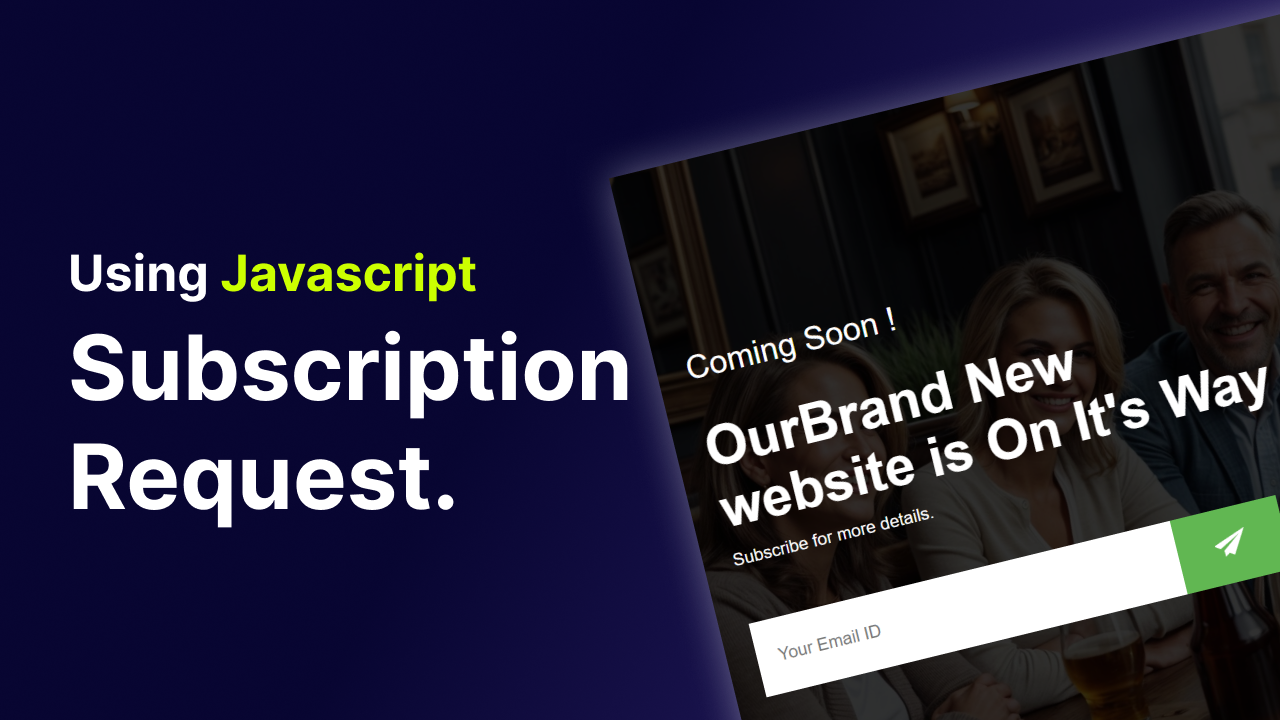 Using Javascript
Subscription
Request.
Coming Soon !
OurBrand New
website is On It's Way
Subscribe for more details.
Your Email ID